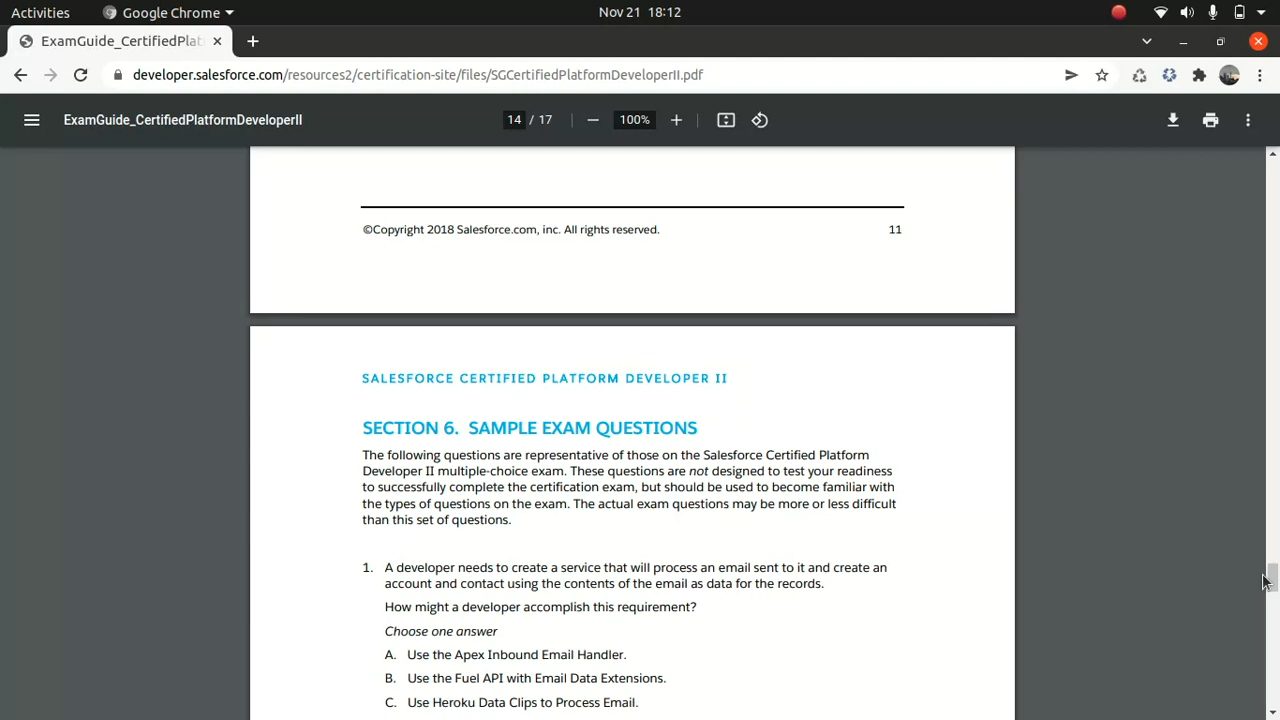 Activities
Google Chrome
Nov 21 18:12
ExamGuide_CertifiedPlat
developer.salesforce.com/resources2/certification-site/files/SGCertifiedPlatformDeveloperII.pdf
ExamGuide_CertifiedPlatformDeveloperII
14 / 17
100%
©Copyright 2018 Salesforce.com, inc. All rights reserved.
11
SALESFORCE CERTIFIED PLATFORM DEVELOPER II
SECTION 6. SAMPLE EXAM QUESTIONS
The following questions are representative of those on the Salesforce Certified Platform
Developer II multiple-choice exam. These questions are not designed to test your readiness
to successfully complete the certification exam, but should be used to become familiar with
the types of questions on the exam. The actual exam questions may be more or less difficult
than this set of questions.
1. A developer needs to create a service that will process an email sent to it and create an
account and contact using the contents of the email as data for the records.
How might a developer accomplish this requirement?
Choose one answer
A. Use the Apex Inbound Email Handler.
B. Use the Fuel API with Email Data Extensions.
C. Use Heroku Data Clips to Process Email.